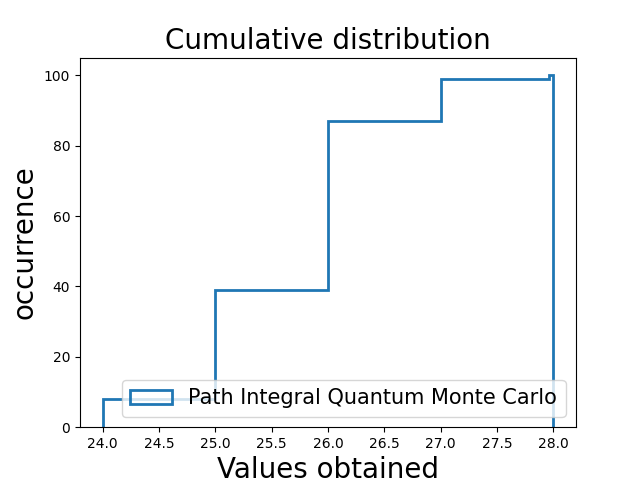 Cumulative distribution
occurrence
100
80
60
40
20
0
Path Integral Quantum Monte Carlo
24.0 24.5 25.0 25.5 26.0 26.5 27.0 27.5 28.0
Values obtained